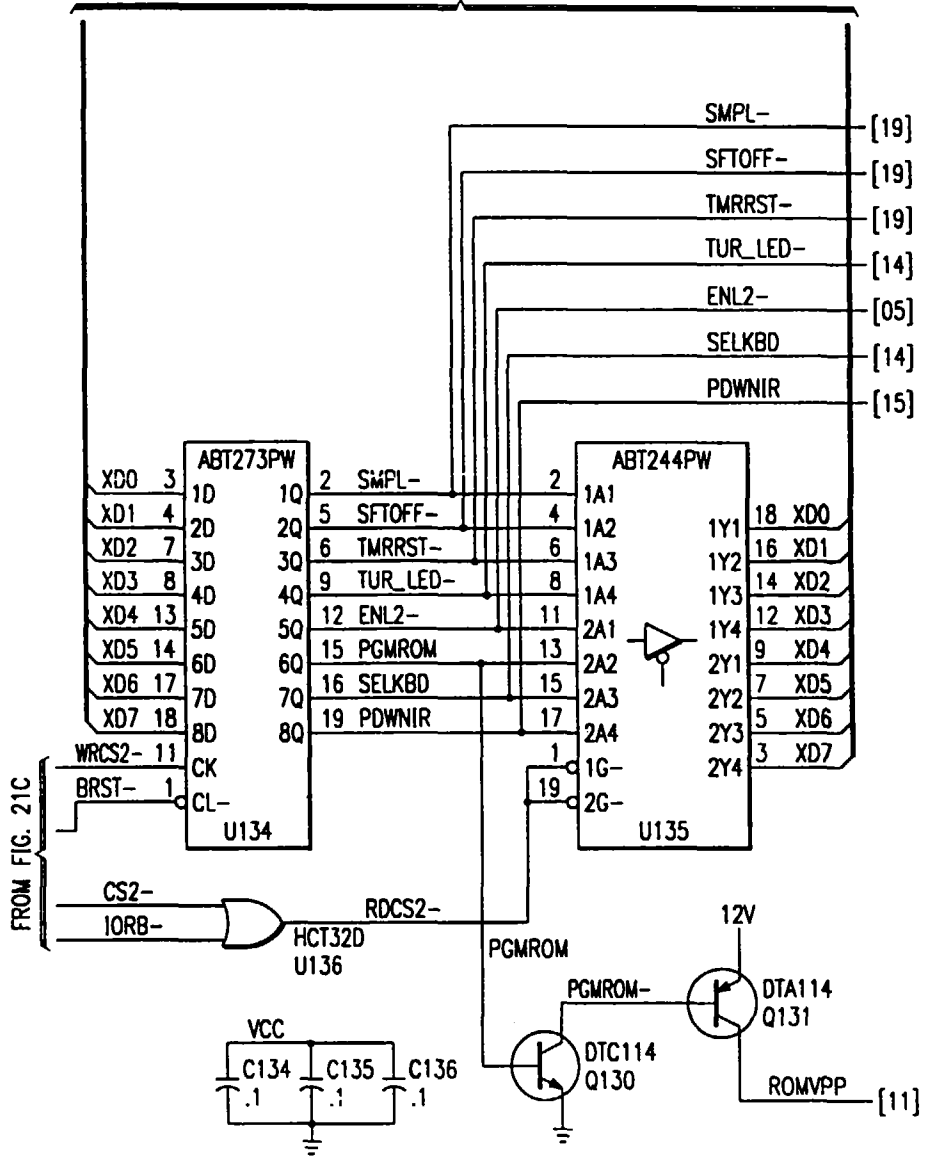 SMPL- [19]
SFTOFF- [19]
TMRRST- [19]
TUR_LED- [14]
ENL2- [05]
SELKBD [14]
PDWNIR [15]
ABT273PW ABT244PW
XD0 3 1D 1Q 2 SMPL- 2 1A1
XD1 4 2D 2Q 5 SFTOFF- 4 1A2 1Y1 18 XD0
XD2 7 3D 3Q 6 TMRRST- 6 1A3 1Y2 16 XD1
XD3 8 4D 4Q 9 TUR_LED- 8 1A4 1Y3 14 XD2
XD4 13 5D 5Q 12 ENL2- 11 2A1 1Y4 12 XD3
XD5 14 6D 6Q 15 PGMROM 13 2A2 2Y1 9 XD4
XD6 17 7D 7Q 16 SELKBD 15 2A3 2Y2 7 XD5
XD7 18 8D 8Q 19 PDWNIR 17 2A4 2Y3 5 XD6
WRCS2- 11 CK 1 1G- 2Y4 3 XD7
BRST- 1 CL- 19 2G-
U134 U135
FROM FIG. 21C
CS2-
IORB-
RDCS2-
HCT32D
U136
PGMROM
12V
PGMROM-
DTA114
Q131
DTC114
Q130
ROMVPP [11]
VCC
C134 C135 C136
.1 .1 .1